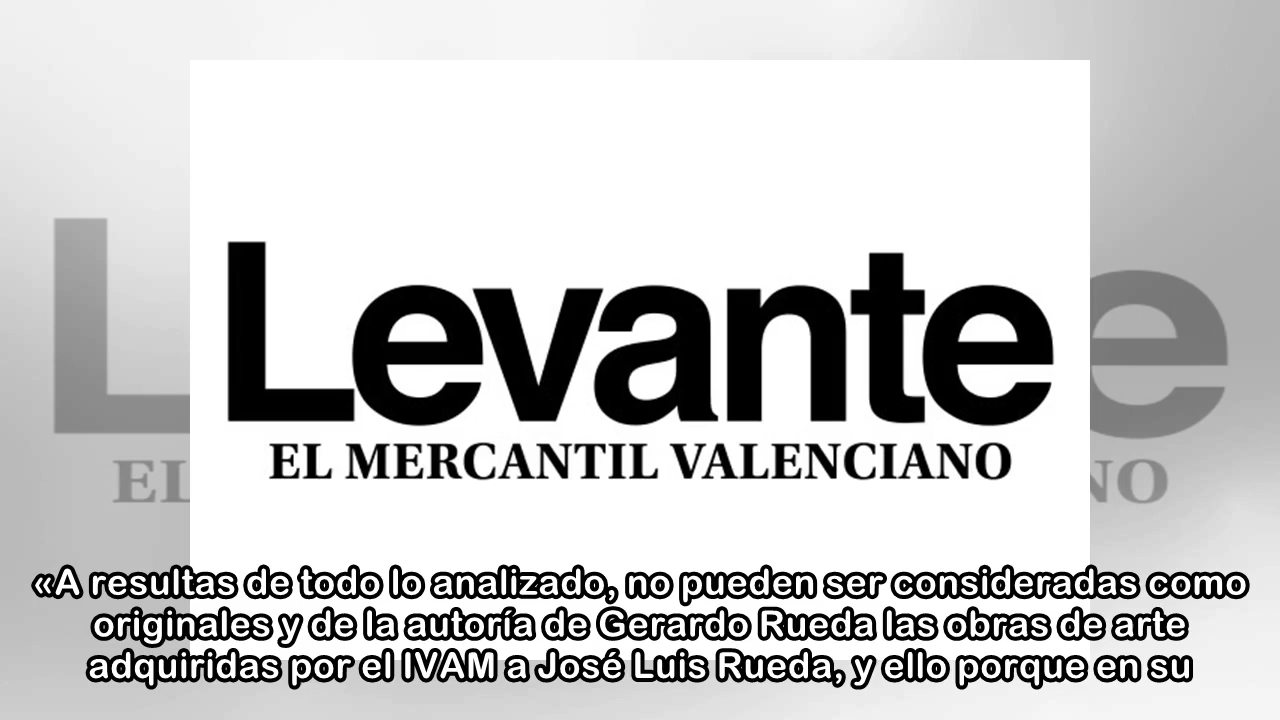 Levante
EL MERCANTIL VALENCIANO
«A resultas de todo lo analizado, no pueden ser consideradas como
originales y de la autoría de Gerardo Rueda las obras de arte
adquiridas por el IVAM a José Luis Rueda, y ello porque en su